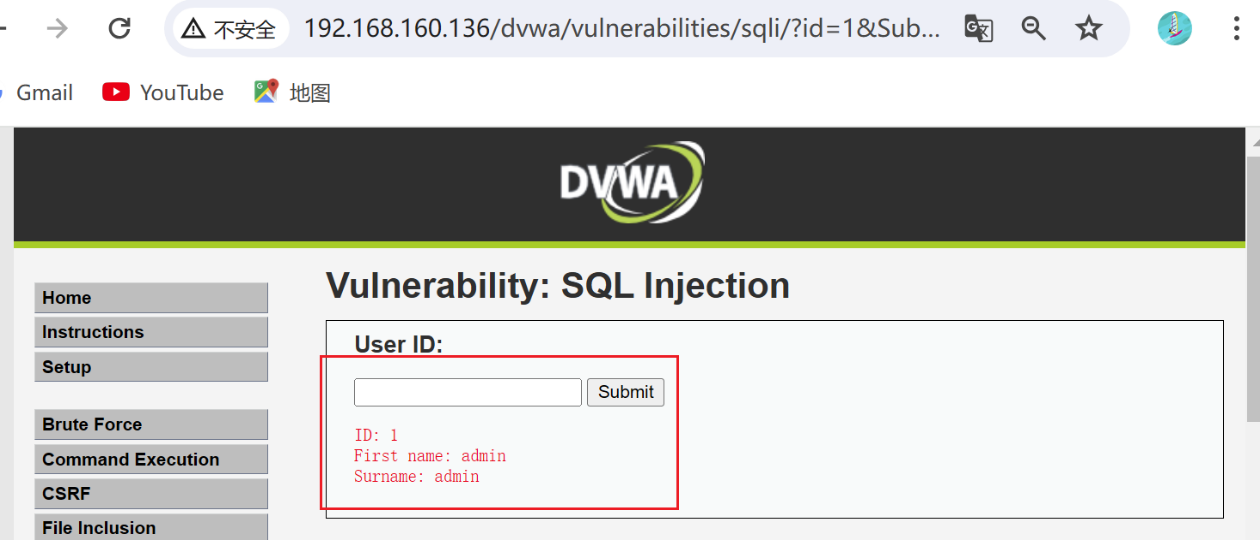 不安全 192.168.160.136/dvwa/vulnerabilities/sqli/?id=1&Sub...
Gmail YouTube 地图
DVWA
Home
Instructions
Setup
Brute Force
Command Execution
CSRF
File Inclusion
Vulnerability: SQL Injection
User ID:
Submit
ID: 1
First name: admin
Surname: admin